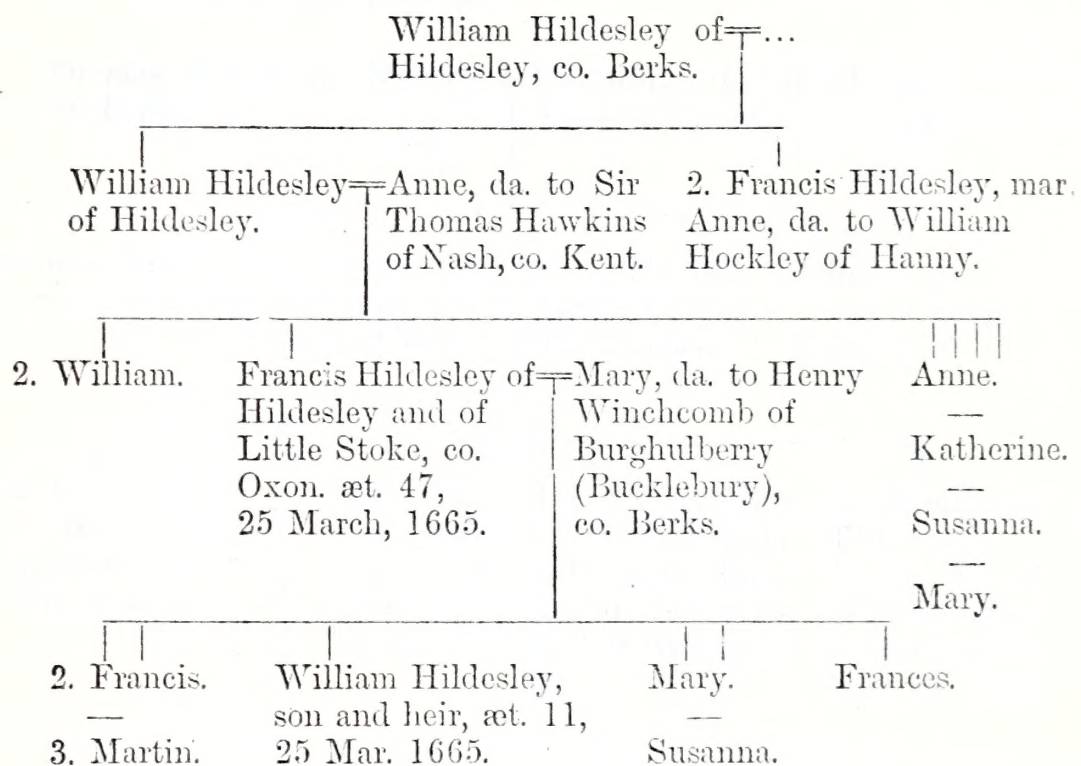 William Hildesley of ...
Hildesley, co. Berks.
William Hildesley
of Hildesley.
Anne, da. to Sir
Thomas Hawkins
of Nash, co. Kent.
2. Francis Hildesley, mar.
Anne, da. to William
Hockley of Hanny.
2. William.
Francis Hildesley of
Hildesley and of
Little Stoke, co.
Oxon. æt. 47,
25 March, 1665.
Mary, da. to Henry
Winchcomb of
Burghulberry
(Bucklebury),
co. Berks.
Anne.
—
Katherine.
—
Susanna.
—
Mary.
2. Francis.
—
3. Martin.
William Hildesley,
son and heir, æt. 11,
25 Mar. 1665.
Mary.
—
Susanna.
Frances.